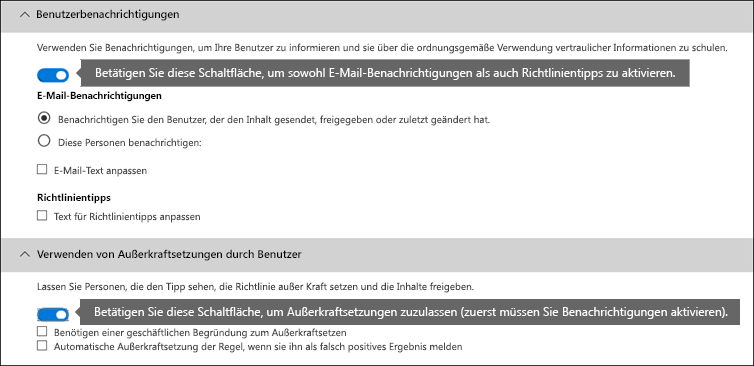 Benutzerbenachrichtigungen
Verwenden Sie Benachrichtigungen, um Ihre Benutzer zu informieren und sie über die ordnungsgemäße Verwendung vertraulicher Informationen zu schulen.
Betätigen Sie diese Schaltfläche, um sowohl E-Mail-Benachrichtigungen als auch Richtlinientipps zu aktivieren.
E-Mail-Benachrichtigungen
Benachrichtigen Sie den Benutzer, der den Inhalt gesendet, freigegeben oder zuletzt geändert hat.
Diese Personen benachrichtigen:
E-Mail-Text anpassen
Richtlinientipps
Text für Richtlinientipps anpassen
Verwenden von Außerkraftsetzungen durch Benutzer
Lassen Sie Personen, die den Tipp sehen, die Richtlinie außer Kraft setzen und die Inhalte freigeben.
Betätigen Sie diese Schaltfläche, um Außerkraftsetzungen zuzulassen (zuerst müssen Sie Benachrichtigungen aktivieren).
Benötigen einer geschäftlichen Begründung zum Außerkraftsetzen
Automatische Außerkraftsetzung der Regel, wenn sie ihn als falsch positives Ergebnis melden